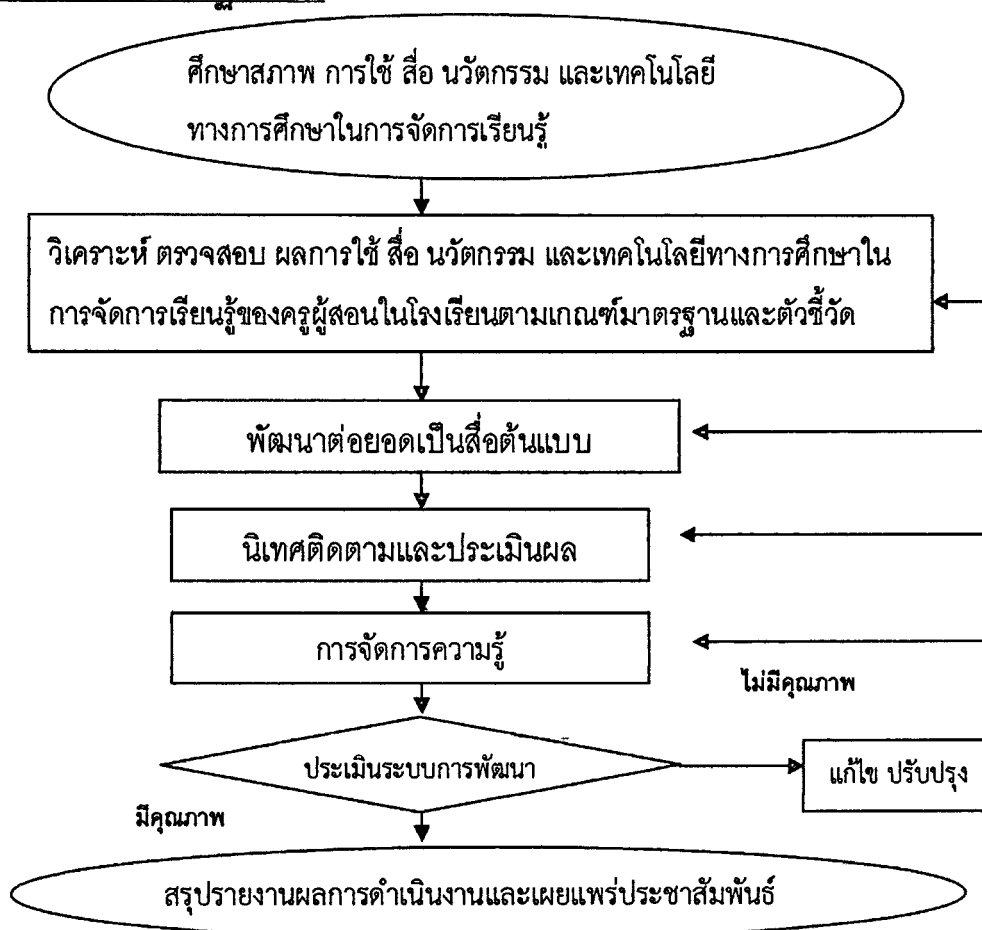 ศึกษาสภาพ การใช้ สื่อ นวัตกรรม และเทคโนโลยี
ทางการศึกษาในการจัดการเรียนรู้
วิเคราะห์ ตรวจสอบ ผลการใช้ สื่อ นวัตกรรม และเทคโนโลยีทางการศึกษาใน
การจัดการเรียนรู้ของครูผู้สอนในโรงเรียนตามเกณฑ์มาตรฐานและตัวชี้วัด
พัฒนาต่อยอดเป็นสื่อต้นแบบ
นิเทศติดตามและประเมินผล
การจัดการความรู้
ไม่มีคุณภาพ
ประเมินระบบการพัฒนา
แก้ไข ปรับปรุง
มีคุณภาพ
สรุปรายงานผลการดำเนินงานและเผยแพร่ประชาสัมพันธ์